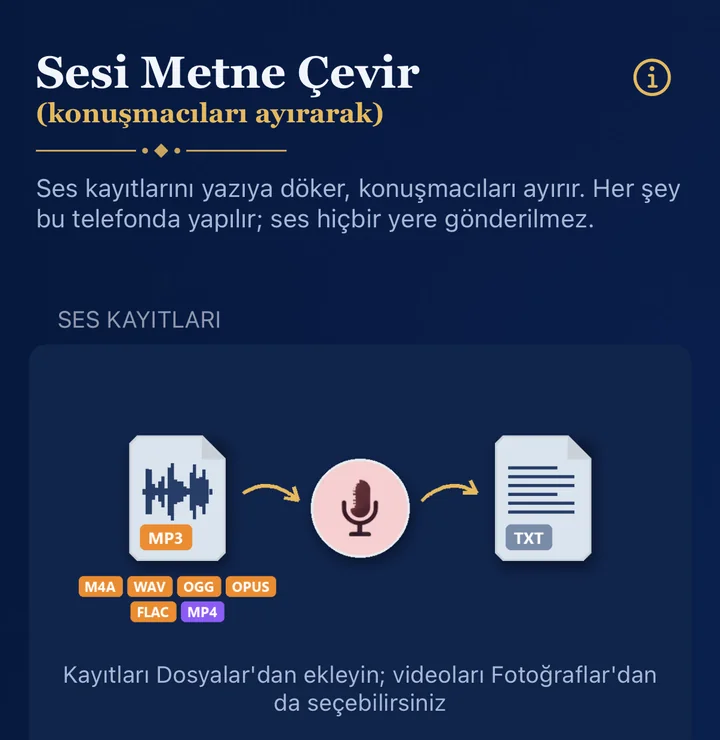 Sesi Metne Çevir
(konuşmacıları ayırarak)
Ses kayıtlarını yazıya döker, konuşmacıları ayırır. Her şey
bu telefonda yapılır; ses hiçbir yere gönderilmez.
SES KAYITLARI
MP3
TXT
M4A WAV OGG OPUS
FLAC MP4
Kayıtları Dosyalar'dan ekleyin; videoları Fotoğraflar'dan
da seçebilirsiniz